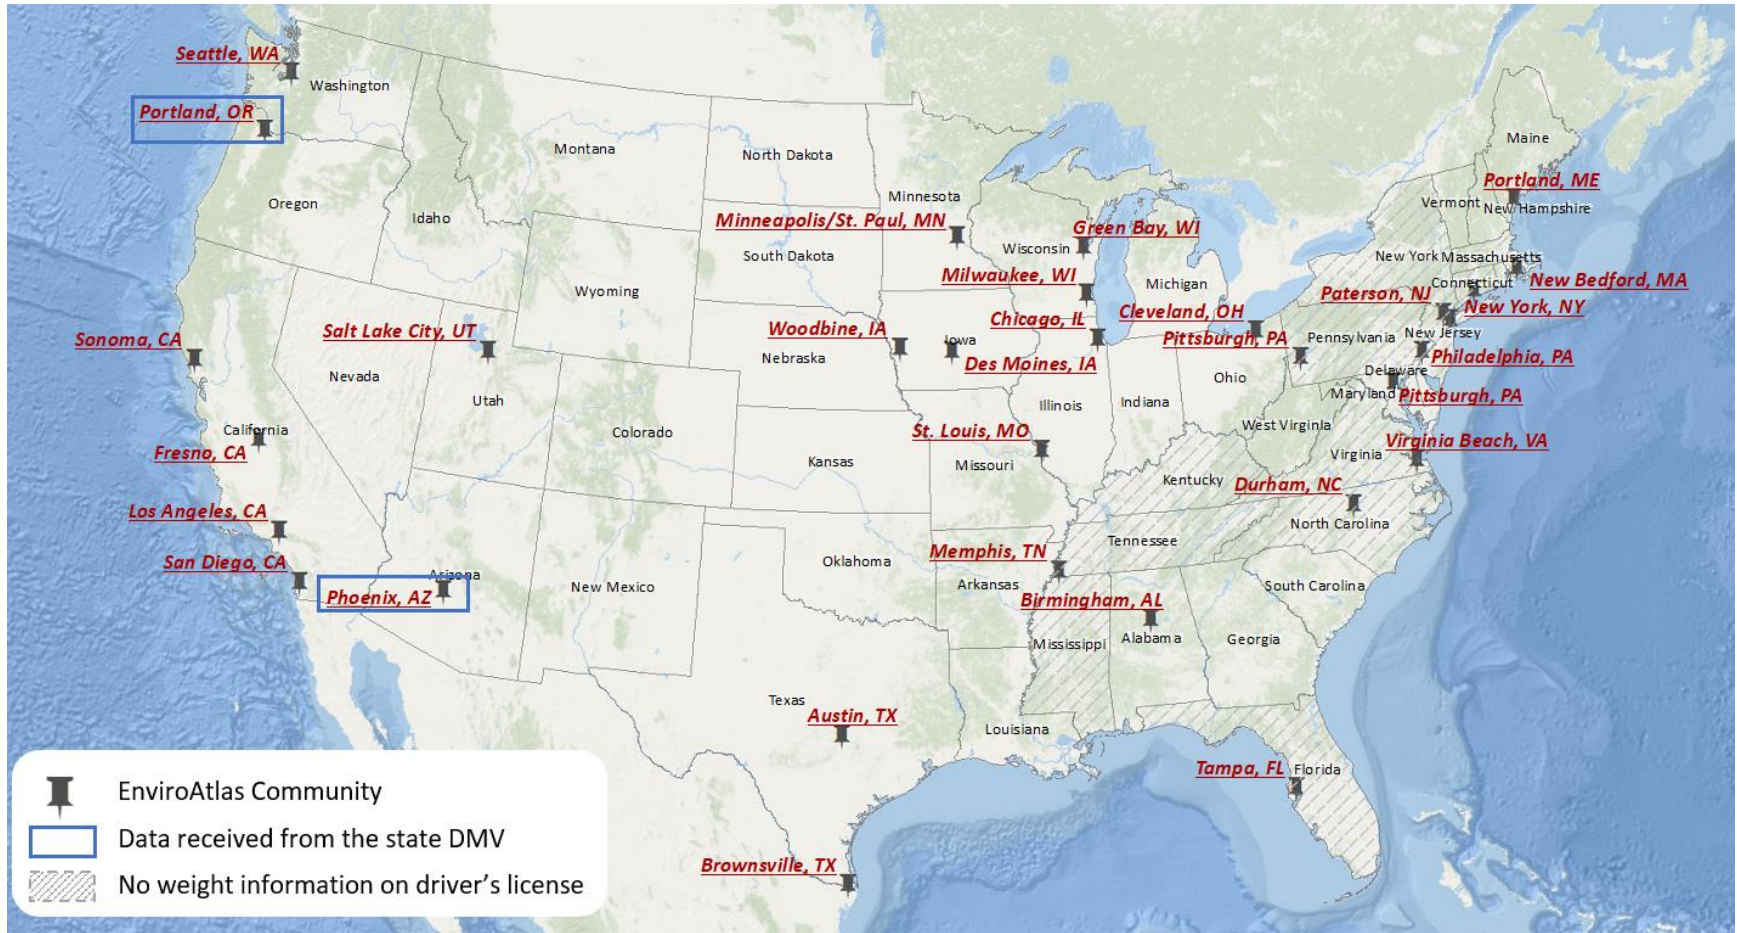 Seattle, WA
Washington
Portland, OR
Montana
North Dakota
Maine
Minnesota
Portland, ME
Oregon
Idaho
Vermont
New Hampshire
Minneapolis/St. Paul, MN
Green Bay, WI
Wisconsin
South Dakota
New York
Massachusetts
Milwaukee, WI
Michigan
Connecticut
New Bedford, MA
Wyoming
Paterson, NJ
New York, NY
Cleveland, OH
Chicago, IL
Woodbine, IA
Salt Lake City, UT
Sonoma, CA
Iowa
Pittsburgh, PA
Pennsylvania
New Jersey
Nebraska
Des Moines, IA
Philadelphia, PA
Nevada
Ohio
Delaware
Utah
Illinois
Indiana
Maryland
Pittsburgh, PA
California
Colorado
St. Louis, MO
West Virginia
Virginia Beach, VA
Fresno, CA
Kansas
Missouri
Virginia
Kentucky
Durham, NC
Los Angeles, CA
North Carolina
Tennessee
San Diego, CA
Oklahoma
Memphis, TN
Arizona
New Mexico
Arkansas
South Carolina
Phoenix, AZ
Birmingham, AL
Mississippi
Alabama
Georgia
Texas
Austin, TX
Louisiana
Tampa, FL
Florida
EnviroAtlas Community
Data received from the state DMV
No weight information on driver's license
Brownsville, TX